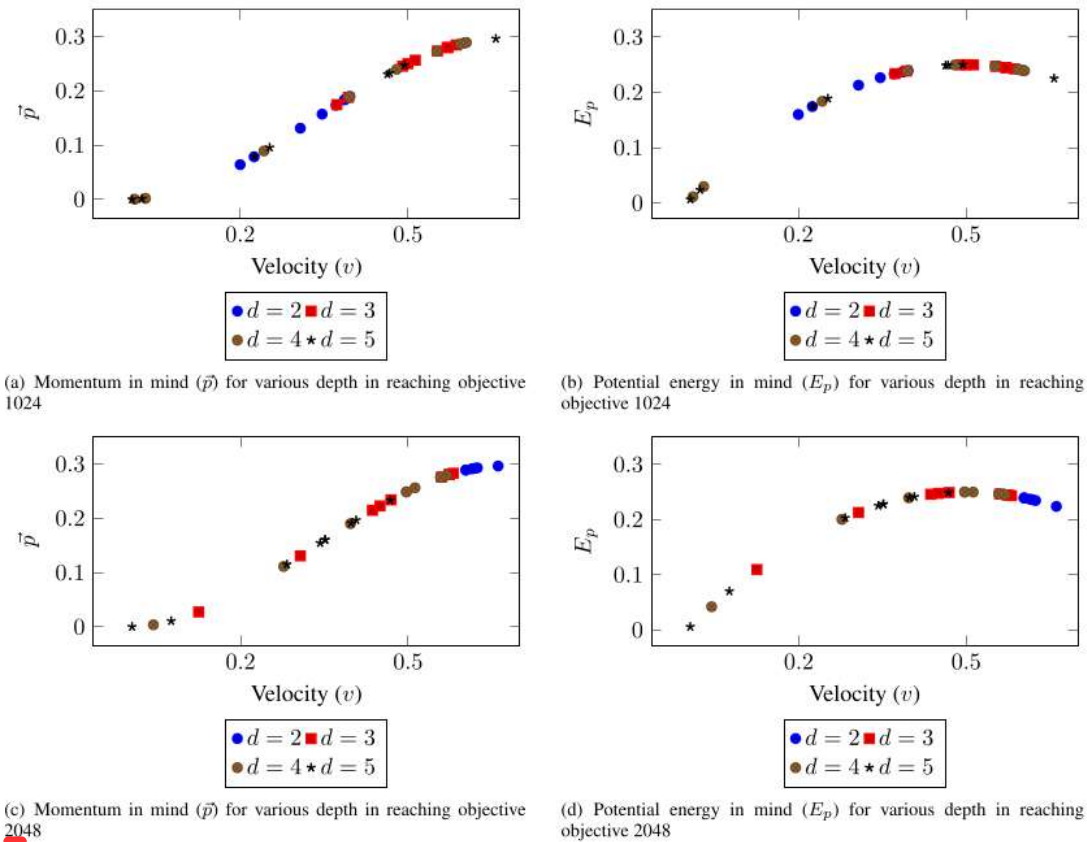 0.3
0.2
0.1
0
p⃗
0.2
0.5
Velocity (v)
d = 2 d = 3
d = 4 d = 5
(a) Momentum in mind (p⃗) for various depth in reaching objective
1024
0.3
0.2
0.1
0
E_p
0.2
0.5
Velocity (v)
d = 2 d = 3
d = 4 d = 5
(b) Potential energy in mind (E_p) for various depth in reaching
objective 1024
0.3
0.2
0.1
0
p⃗
0.2
0.5
Velocity (v)
d = 2 d = 3
d = 4 d = 5
(c) Momentum in mind (p⃗) for various depth in reaching objective
2048
0.3
0.2
0.1
0
E_p
0.2
0.5
Velocity (v)
d = 2 d = 3
d = 4 d = 5
(d) Potential energy in mind (E_p) for various depth in reaching
objective 2048